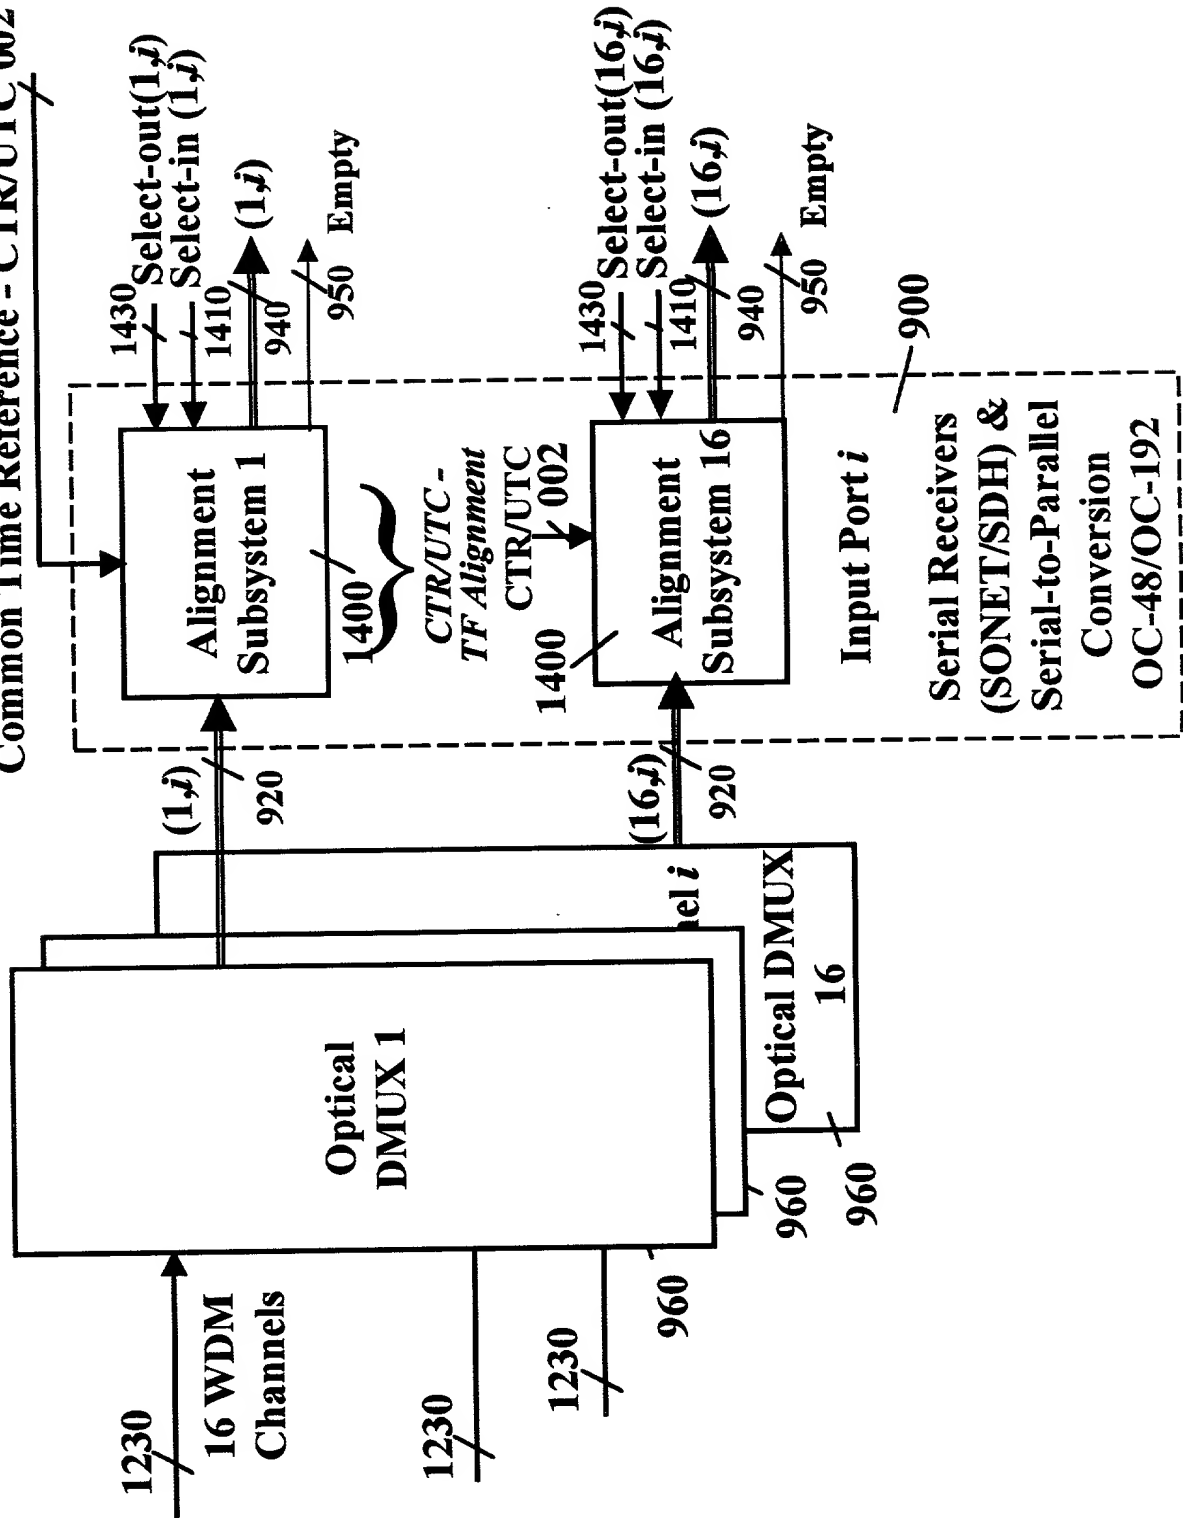 Common Time Reference - CTR/UTC 002
1430
Select-out(1,i)
Select-in (1,i)
1410
(1,i)
940
950
Empty
Alignment
Subsystem 1
1400
CTR/UTC -
TF Alignment
CTR/UTC
002
1430
Select-out(16,i)
Select-in (16,i)
1410
(16,i)
940
950
Empty
1400
Alignment
Subsystem 16
900
Input Port i
Serial Receivers
(SONET/SDH) &
Serial-to-Parallel
Conversion
OC-48/OC-192
(1,i)
920
(16,i)
920
nel i
Optical DMUX
16
Optical
DMUX 1
960
960
960
1230
16 WDM
Channels
1230
1230